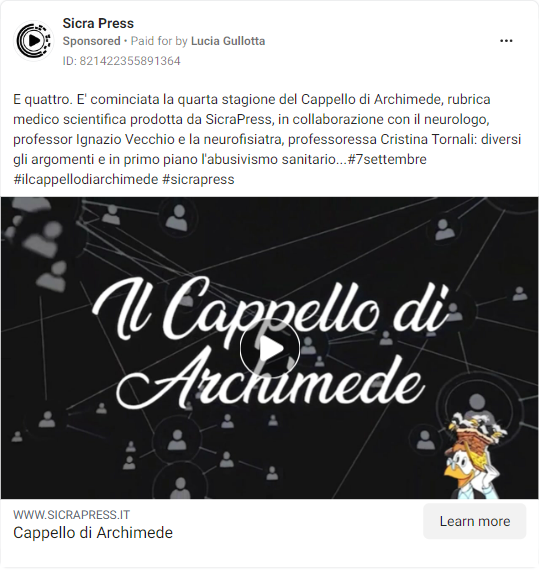 Sicra Press
Sponsored • Paid for by Lucia Gullotta
ID: 821422355891364
E quattro. E' cominciata la quarta stagione del Cappello di Archimede, rubrica
medico scientifica prodotta da SicraPress, in collaborazione con il neurologo,
professor Ignazio Vecchio e la neurofisiatra, professoressa Cristina Tornali: diversi
gli argomenti e in primo piano l'abusivismo sanitario...#7settembre
#ilcappellodiarchimede #sicrapress
Il Cappello di
Archimede
WWW.SICRAPRESS.IT
Cappello di Archimede
Learn more